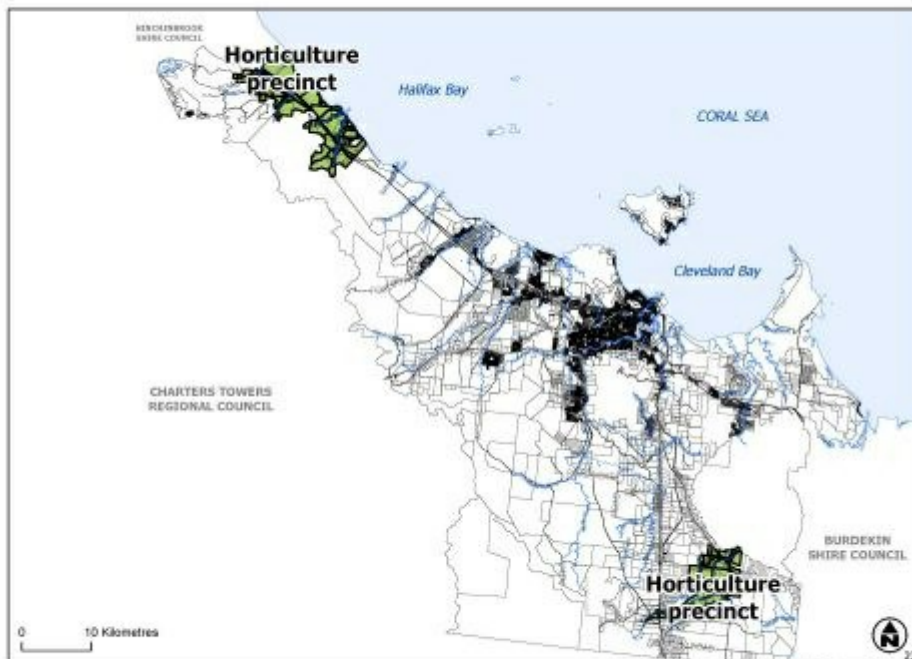 HINCHINBROOK
SHIRE COUNCIL
Horticulture
precinct
Halifax Bay
CORAL SEA
Cleveland Bay
CHARTERS TOWERS
REGIONAL COUNCIL
BURDEKIN
SHIRE COUNCIL
Horticulture
precinct
0 10 Kilometres
N